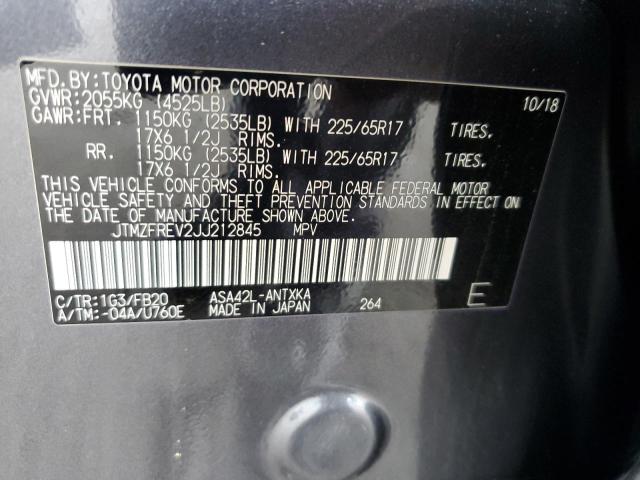 MFD.BY:TOYOTA MOTOR CORPORATION 10/18
GVWR:2055KG (4525LB)
GAWR:FRT. 1150KG (2535LB) WITH 225/65R17 TIRES,
17X6 1/2J RIMS.
RR. 1150KG (2535LB) WITH 225/65R17 TIRES,
17X6 1/2J RIMS.
THIS VEHICLE CONFORMS TO ALL APPLICABLE FEDERAL MOTOR
VEHICLE SAFETY AND THEFT PREVENTION STANDARDS IN EFFECT ON
THE DATE OF MANUFACTURE SHOWN ABOVE.
JTMZFREV2JJ212845 MPV
C/TR:1G3/FB20 ASA42L-ANTXKA E
A/TM:-04A/U760E MADE IN JAPAN 264